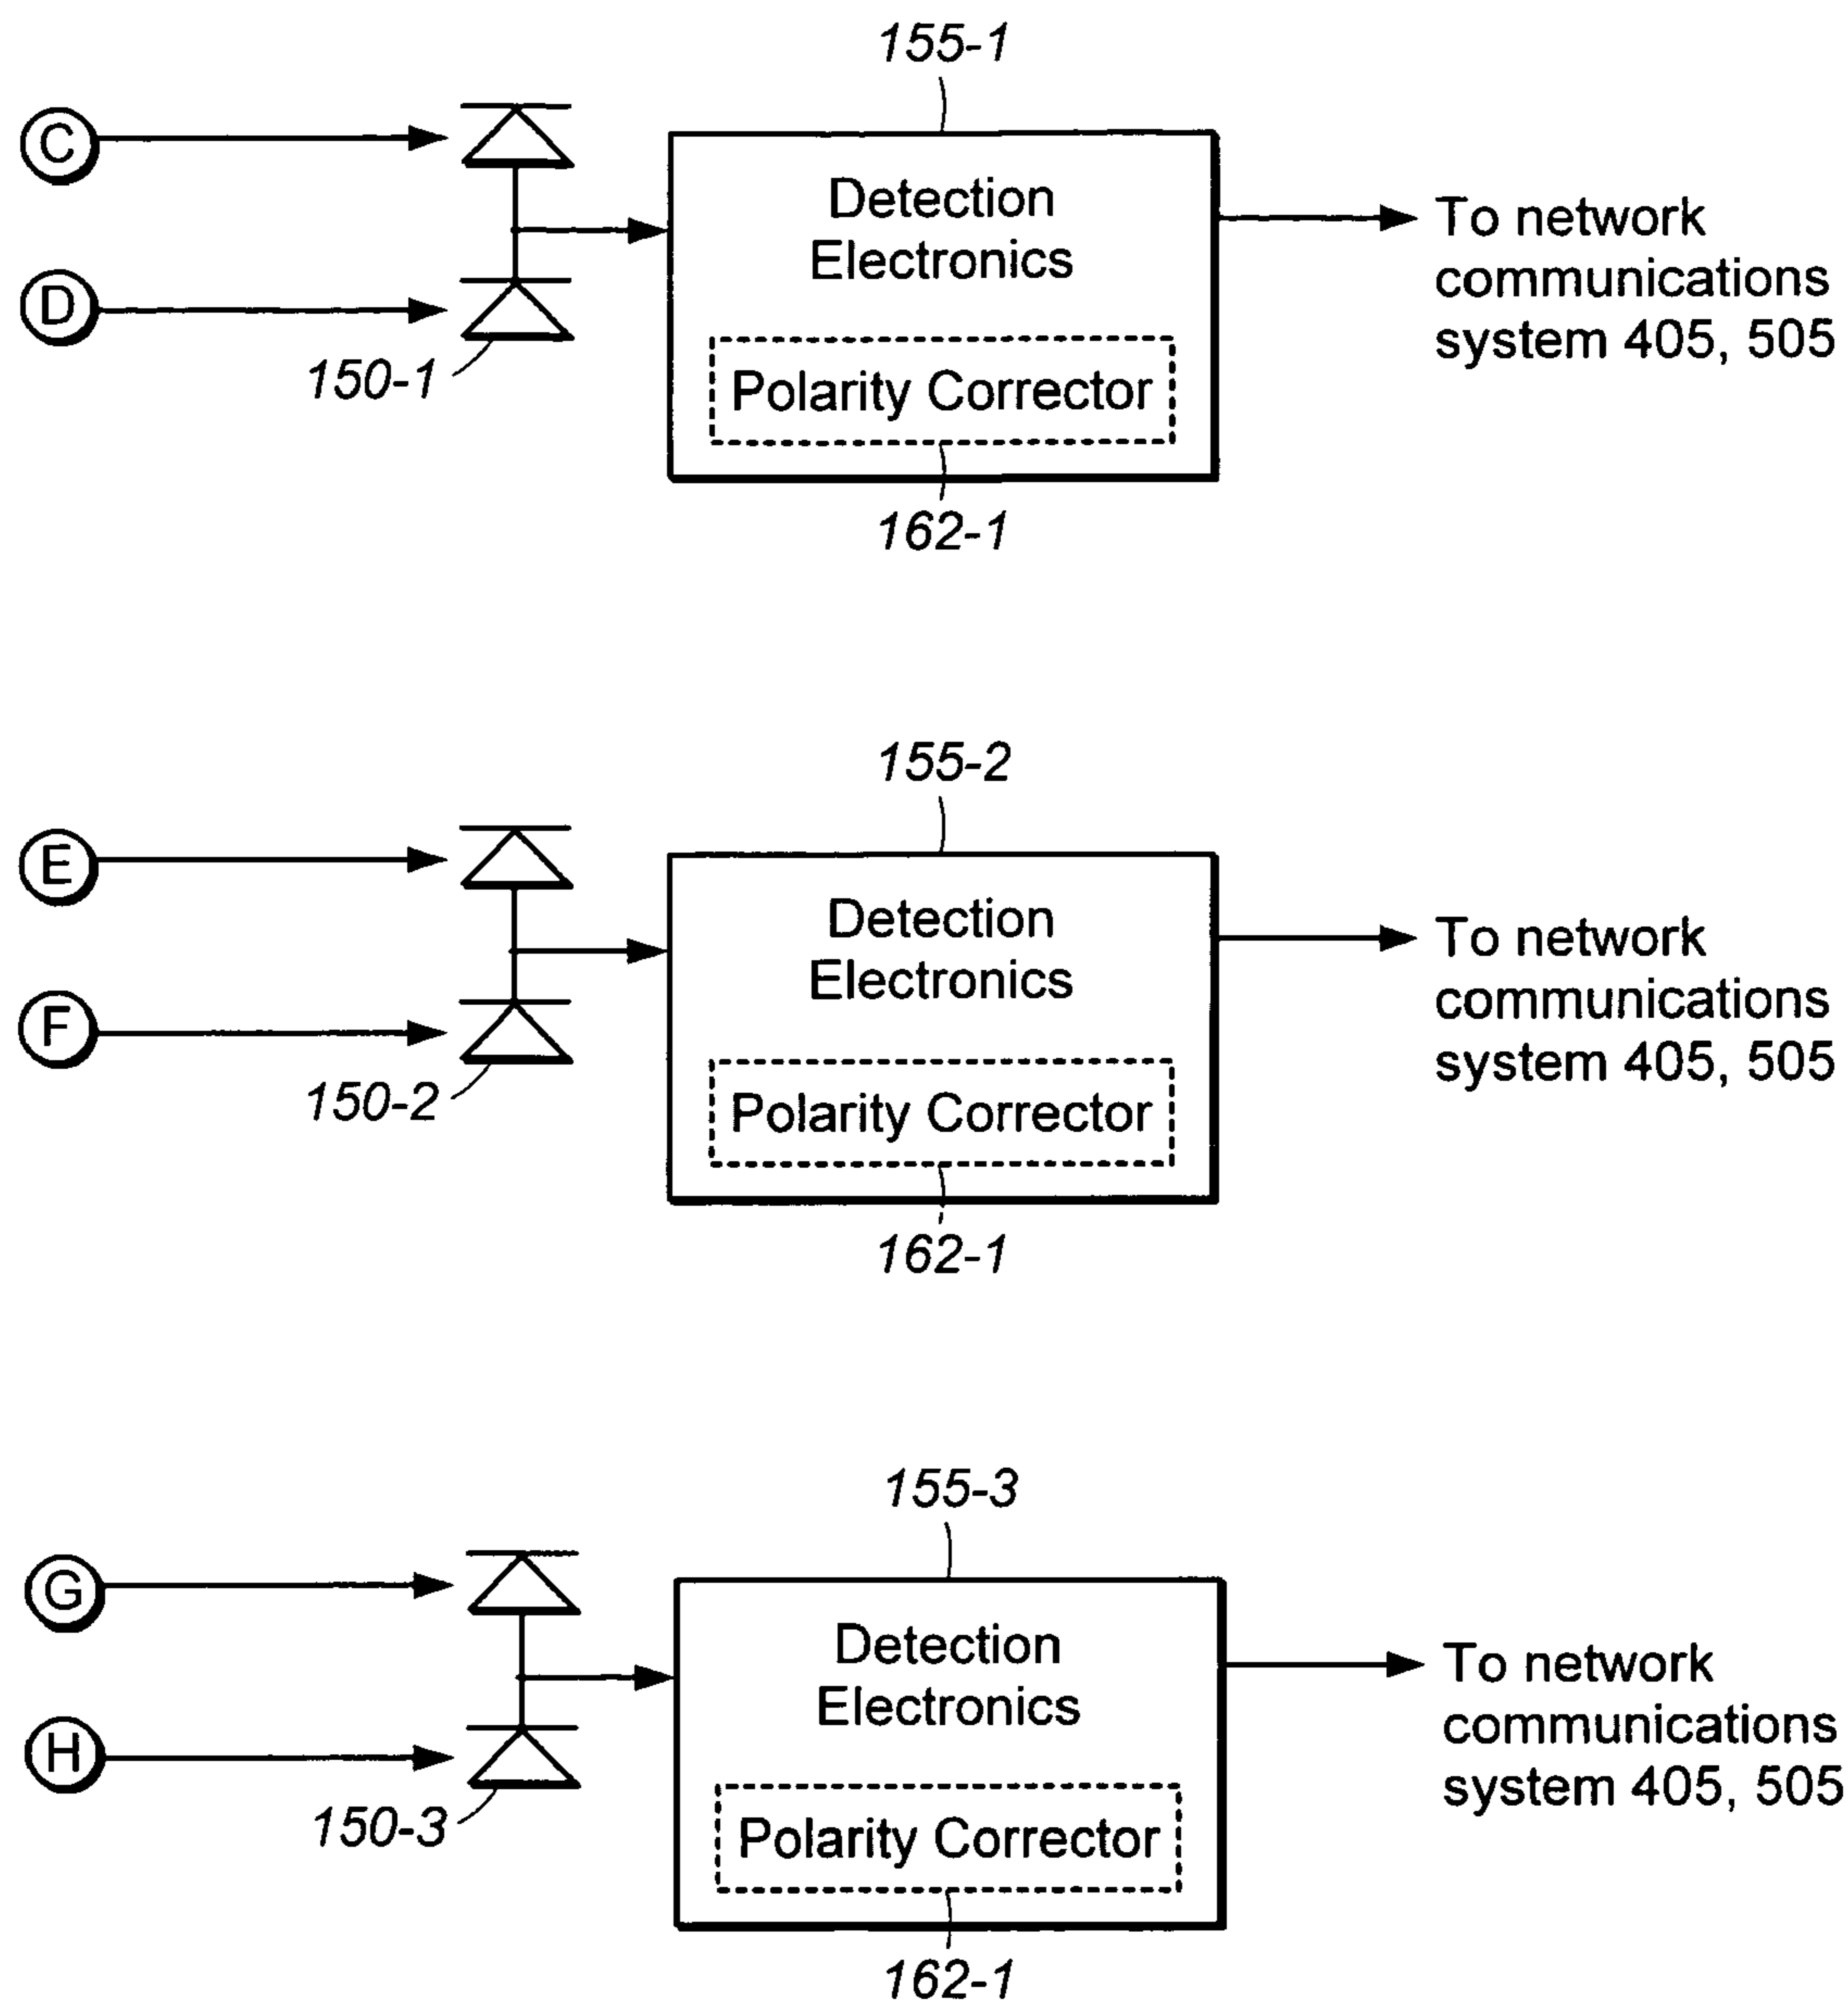 155-1
C
Detection
Electronics
To network
communications
system 405, 505
D
150-1
Polarity Corrector
162-1
155-2
E
Detection
Electronics
To network
communications
system 405, 505
F
150-2
Polarity Corrector
162-1
155-3
G
Detection
Electronics
To network
communications
system 405, 505
H
150-3
Polarity Corrector
162-1